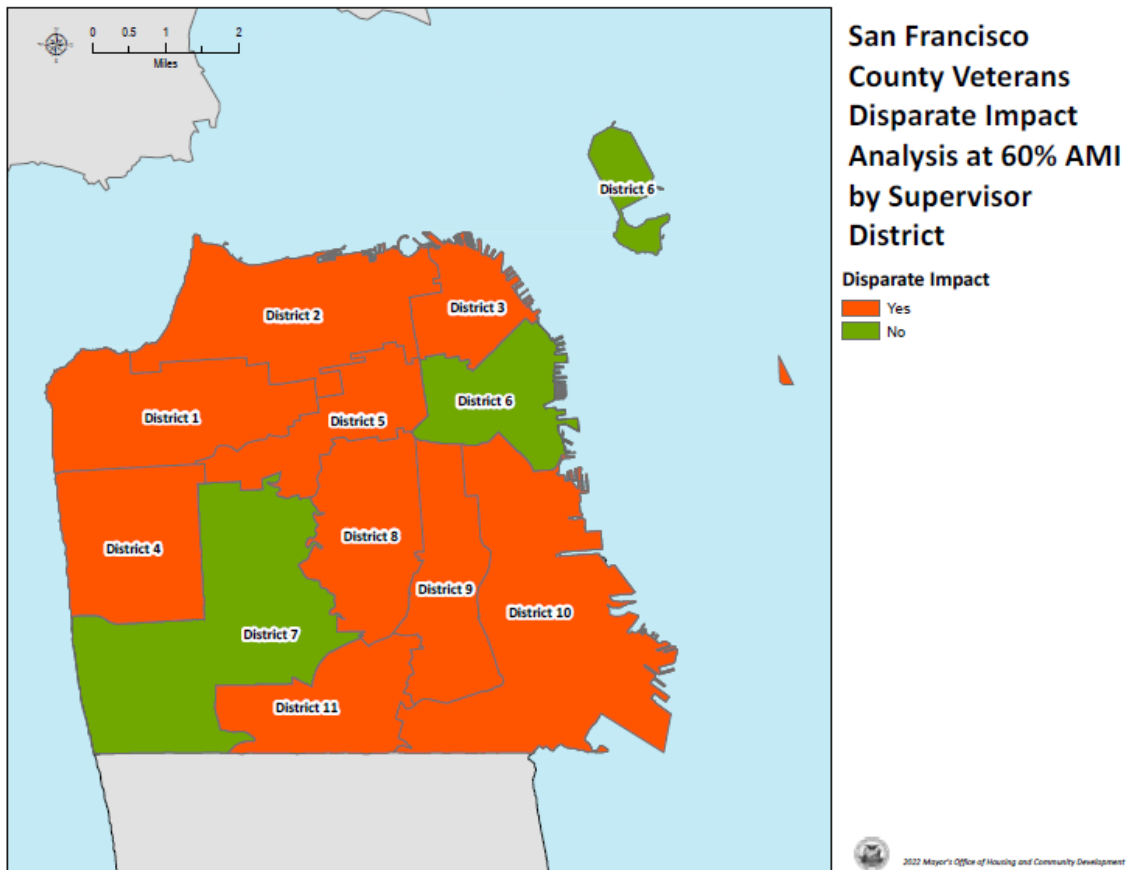 0 0.5 1 2
Miles
San Francisco
County Veterans
Disparate Impact
Analysis at 60% AMI
by Supervisor
District
Disparate Impact
Yes
No
District 6
District 2
District 3
District 1
District 5
District 6
District 4
District 8
District 9
District 10
District 7
District 11
2022 Mayor's Office of Housing and Community Development